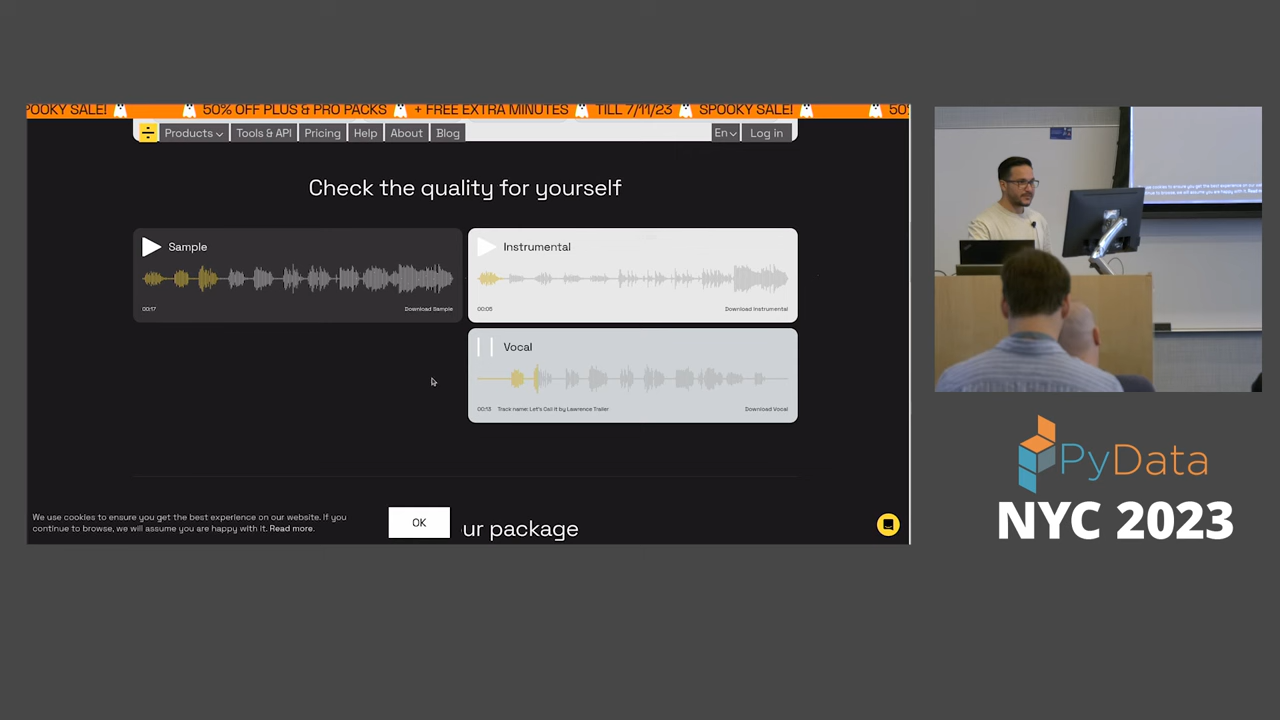 POOKY SALE! 50% OFF PLUS & PRO PACKS + FREE EXTRA MINUTES TILL 7/11/23 SPOOKY SALE! 50
Products Tools & API Pricing Help About Blog En Log in
Check the quality for yourself
Sample
00:17 Download Sample
Instrumental
00:05 Download Instrumental
Vocal
00:13 Track name: Let's Call It by Lawrence Trailer Download Vocal
We use cookies to ensure you get the best experience on our website. If you
continue to browse, we will assume you are happy with it. Read more.
OK
ur package
PyData
NYC 2023